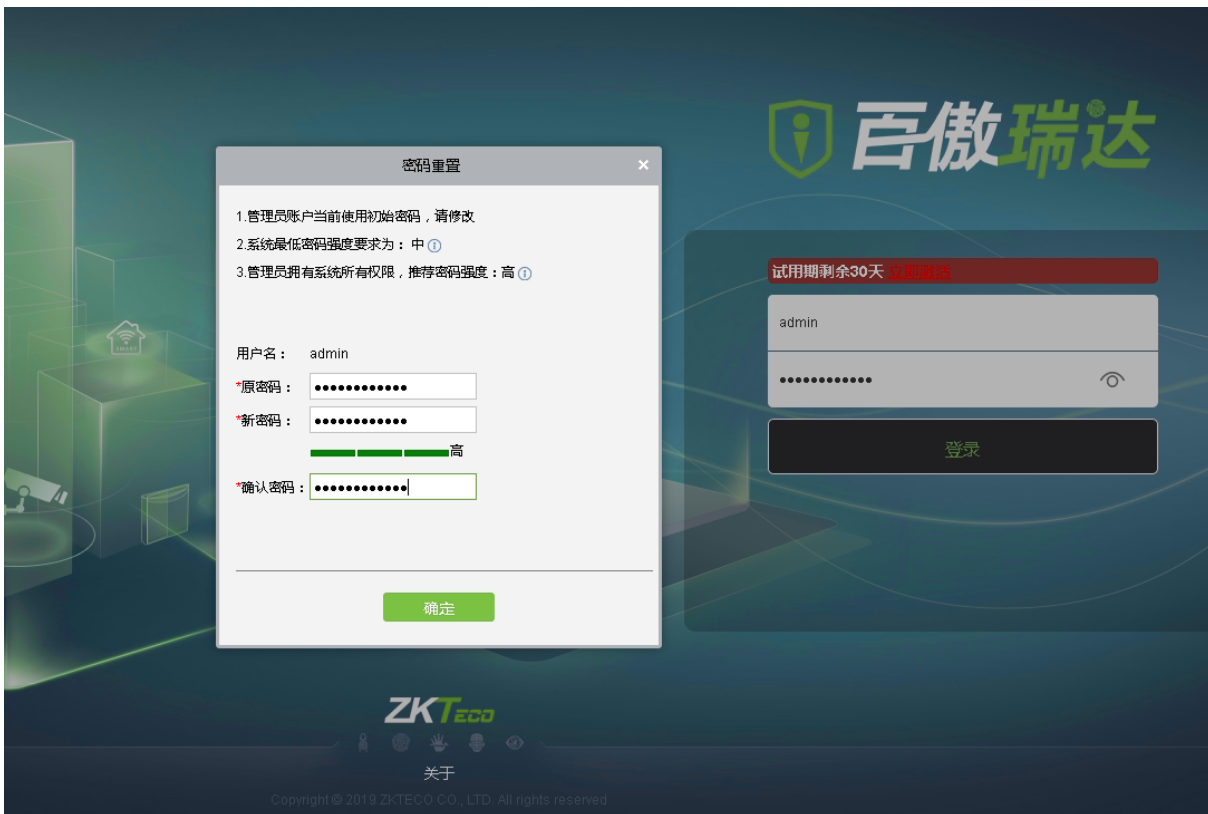 百傲瑞达
密码重置
1.管理员账户当前使用初始密码，请修改
2.系统最低密码强度要求为：中
3.管理员拥有系统所有权限，推荐密码强度：高
用户名： admin
*原密码： ●●●●●●●●●●●●
*新密码： ●●●●●●●●●●●●
高
*确认密码： ●●●●●●●●●●●●
确定
试用期剩余30天 立即激活
admin
●●●●●●●●●●●●
登录
SMART
ZKTECO
关于
Copyright © 2019 ZKTECO CO., LTD. All rights reserved